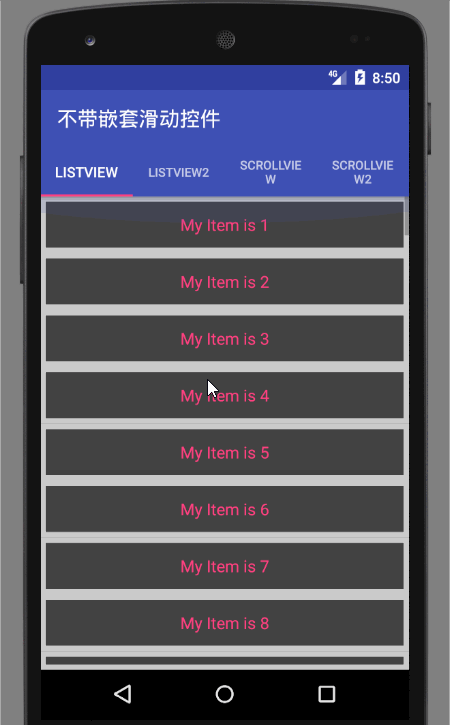 4G 8:50
不带嵌套滑动控件
LISTVIEW LISTVIEW2 SCROLLVIE SCROLLVIE
W W2
My Item is 1
My Item is 2
My Item is 3
My Item is 4
My Item is 5
My Item is 6
My Item is 7
My Item is 8